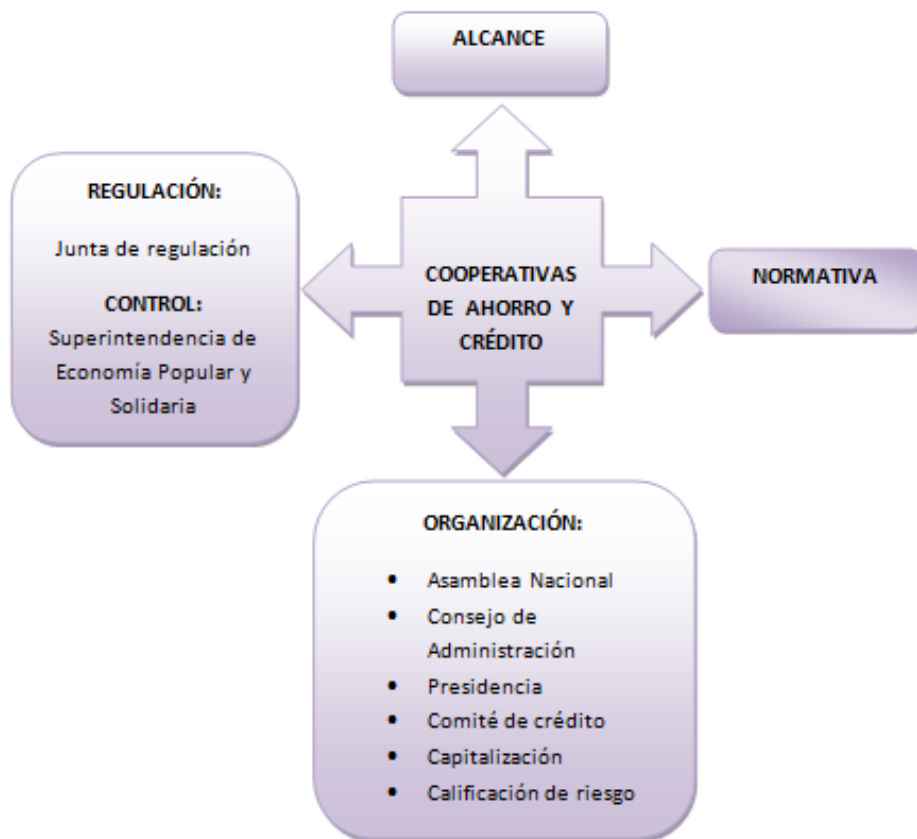 ALCANCE
REGULACIÓN:
Junta de regulación
CONTROL:
Superintendencia de
Economía Popular y
Solidaria
COOPERATIVAS
DE AHORRO Y
CRÉDITO
NORMATIVA
ORGANIZACIÓN:
• Asamblea Nacional
• Consejo de
Administración
• Presidencia
• Comité de crédito
• Capitalización
• Calificación de riesgo